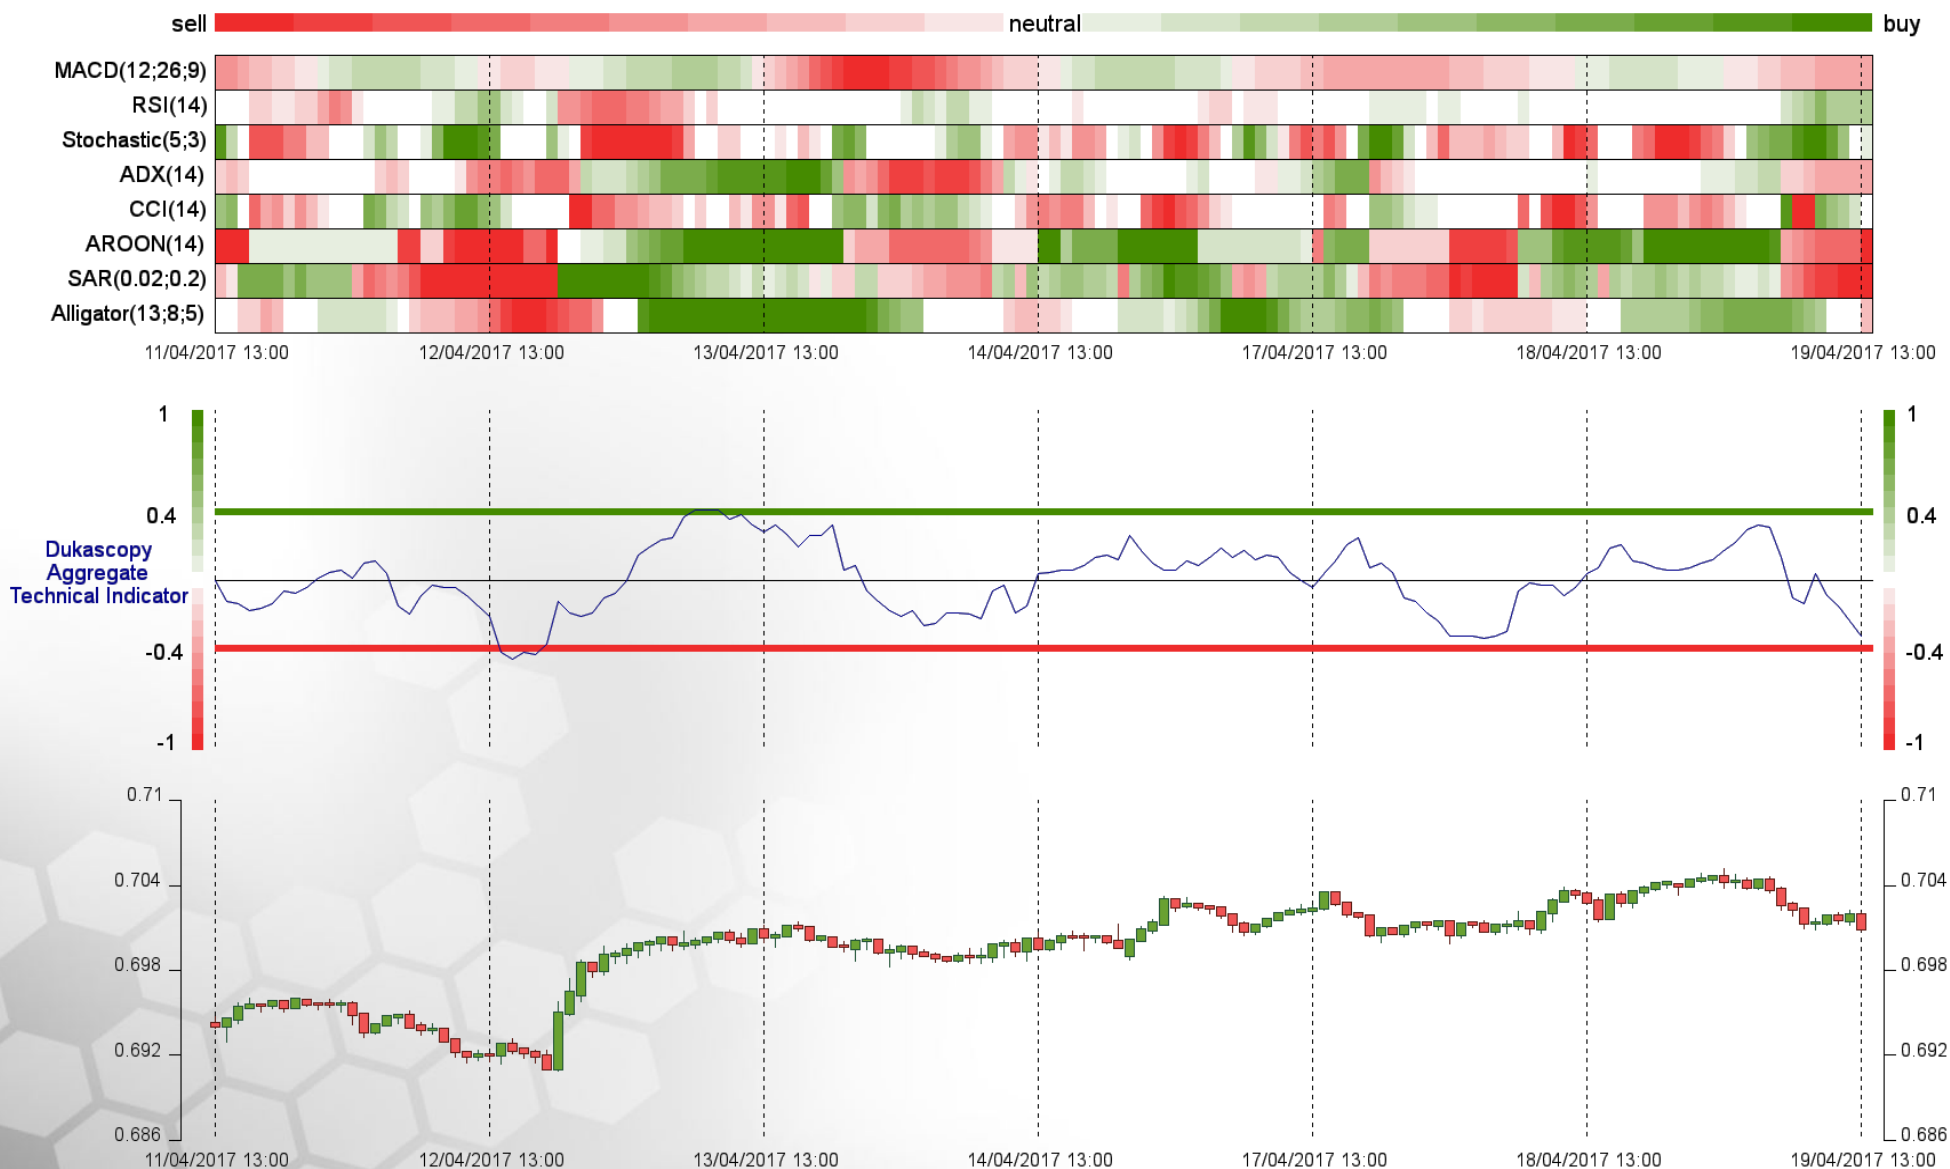 sell neutral buy
MACD(12;26;9)
RSI(14)
Stochastic(5;3)
ADX(14)
CCI(14)
AROON(14)
SAR(0.02;0.2)
Alligator(13;8;5)
11/04/2017 13:00 12/04/2017 13:00 13/04/2017 13:00 14/04/2017 13:00 17/04/2017 13:00 18/04/2017 13:00 19/04/2017 13:00
1 1
0.4 0.4
Dukascopy
Aggregate
Technical Indicator
-0.4 -0.4
-1 -1
0.71 0.71
0.704 0.704
0.698 0.698
0.692 0.692
0.686 0.686
11/04/2017 13:00 12/04/2017 13:00 13/04/2017 13:00 14/04/2017 13:00 17/04/2017 13:00 18/04/2017 13:00 19/04/2017 13:00